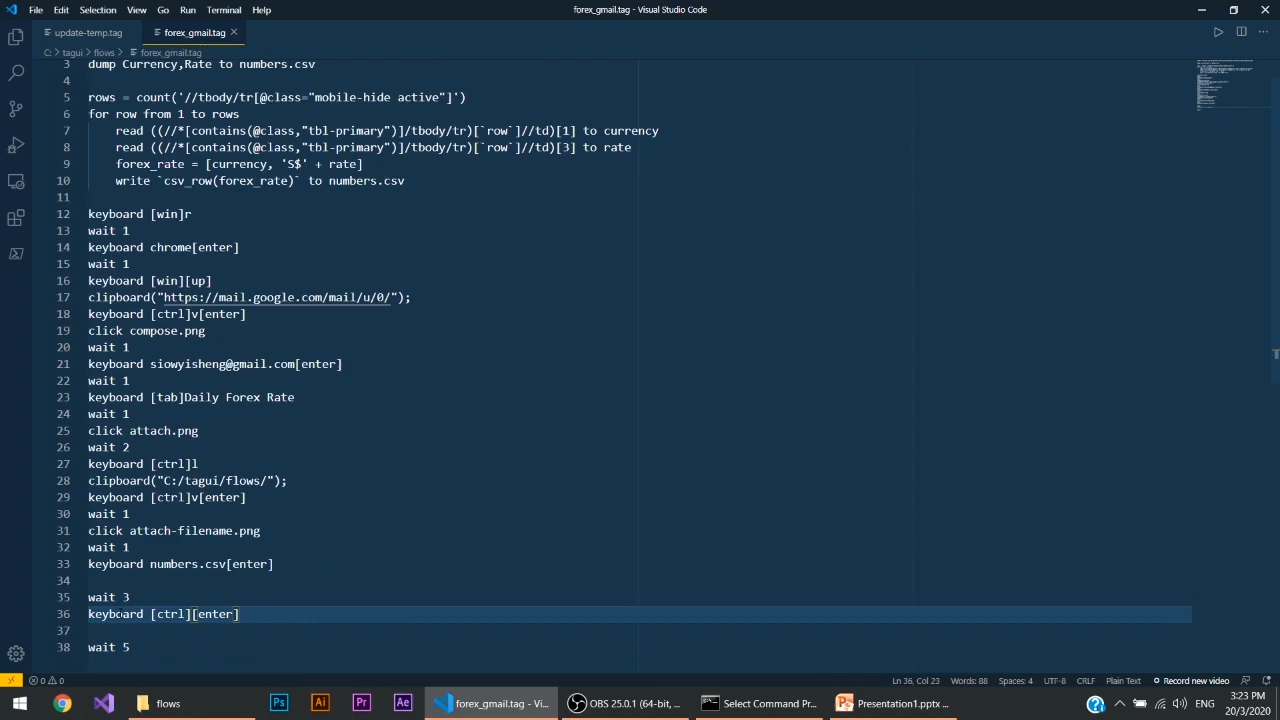 File Edit Selection View Go Run Terminal Help
forex_gmail.tag - Visual Studio Code
update-temp.tag forex_gmail.tag
C: > tagui > flows > forex_gmail.tag
3 dump Currency,Rate to numbers.csv
4
5 rows = count('//tbody/tr[@class="mobile-hide active"]')
6 for row from 1 to rows
7 read ((//*[contains(@class,"tbl-primary")]/tbody/tr)[`row`]//td)[1] to currency
8 read ((//*[contains(@class,"tbl-primary")]/tbody/tr)[`row`]//td)[3] to rate
9 forex_rate = [currency, 'S$' + rate]
10 write `csv_row(forex_rate)` to numbers.csv
11
12 keyboard [win]r
13 wait 1
14 keyboard chrome[enter]
15 wait 1
16 keyboard [win][up]
17 clipboard("https://mail.google.com/mail/u/0/");
18 keyboard [ctrl]v[enter]
19 click compose.png
20 wait 1
21 keyboard siowyisheng@gmail.com[enter]
22 wait 1
23 keyboard [tab]Daily Forex Rate
24 wait 1
25 click attach.png
26 wait 2
27 keyboard [ctrl]l
28 clipboard("C:/tagui/flows/");
29 keyboard [ctrl]v[enter]
30 wait 1
31 click attach-filename.png
32 wait 1
33 keyboard numbers.csv[enter]
34
35 wait 3
36 keyboard [ctrl][enter]
37
38 wait 5
0 0 Ln 36, Col 23 Words: 88 Spaces: 4 UTF-8 CRLF Plain Text Record new video
flows Ps Ai Pr Ae forex_gmail.tag - Vi... OBS 25.0.1 (64-bit, ... Select Command Pr... Presentation1.pptx ... ENG 3:23 PM
20/3/2020